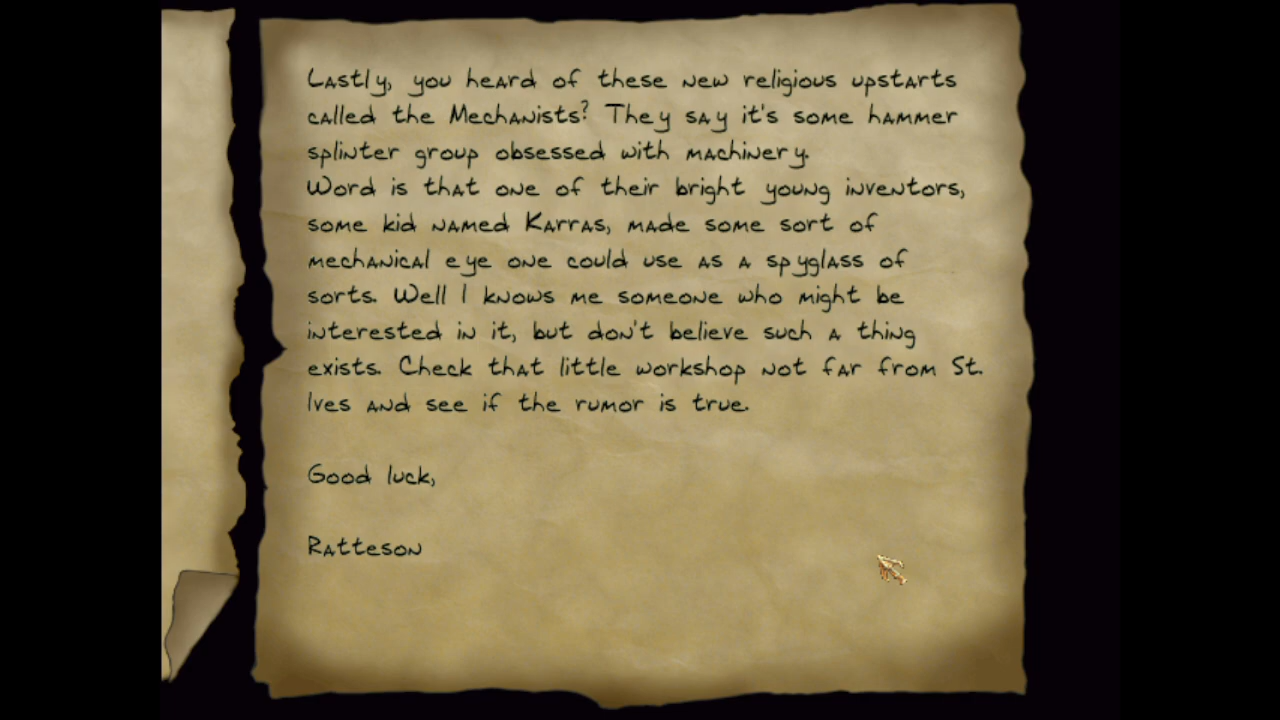 Lastly, you heard of these new religious upstarts
called the Mechanists? They say it's some hammer
splinter group obsessed with machinery.
Word is that one of their bright young inventors,
some kid named Karras, made some sort of
mechanical eye one could use as a spyglass of
sorts. Well I knows me someone who might be
interested in it, but don't believe such a thing
exists. Check that little workshop not far from St.
Ives and see if the rumor is true.
Good luck,
Ratteson